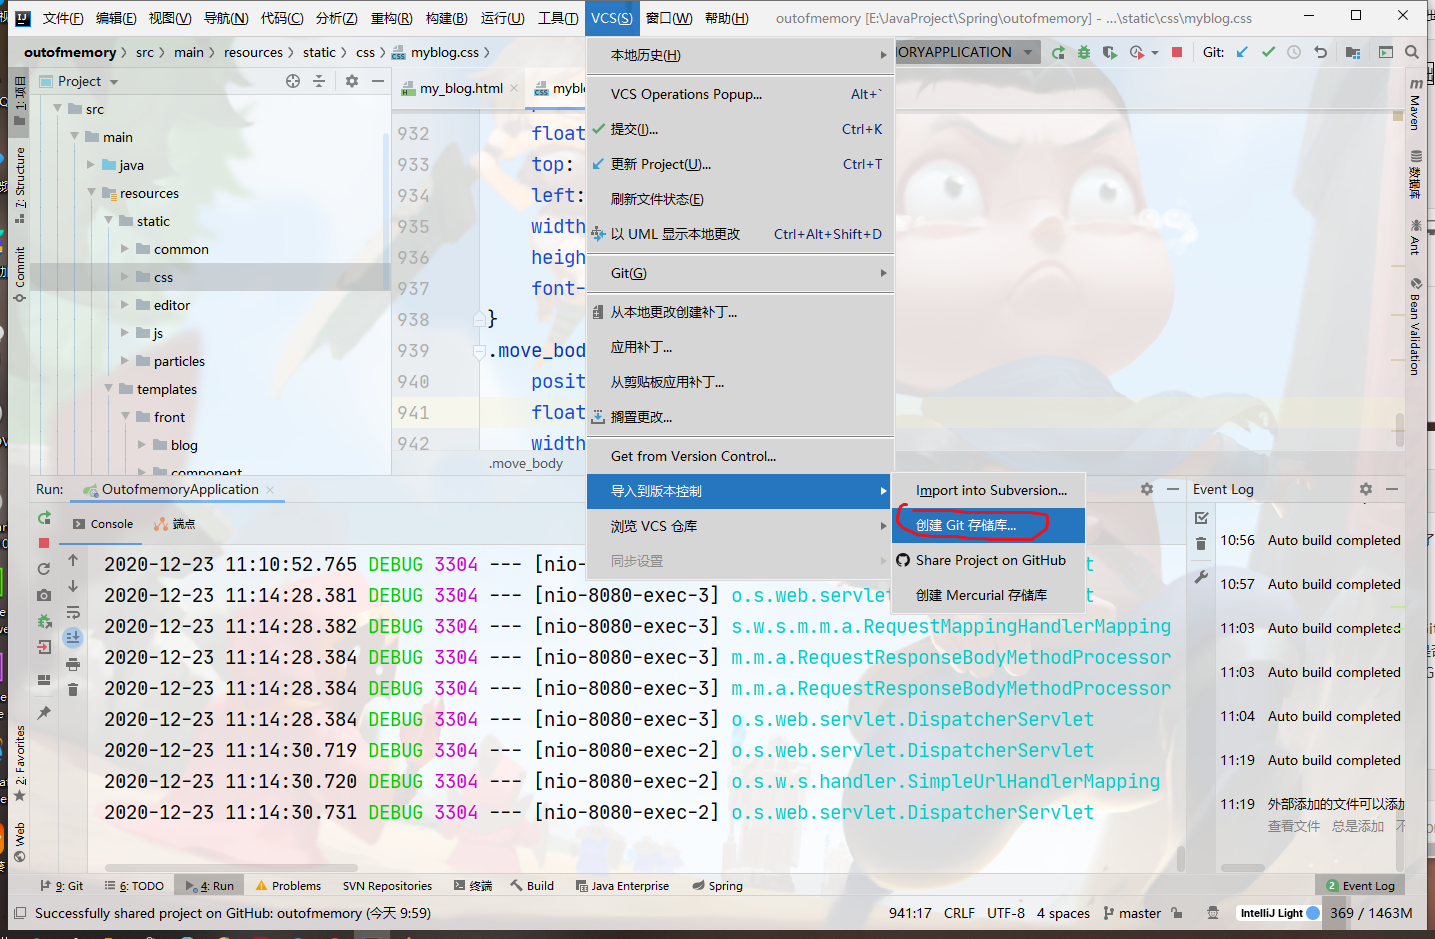 文件(F) 编辑(E) 视图(V) 导航(N) 代码(C) 分析(Z) 重构(R) 构建(B) 运行(U) 工具(T) VCS(S) 窗口(W) 帮助(H) outofmemory [E:\JavaProject\Spring\outofmemory] - ...\static\css\myblog.css
outofmemory src main resources static css myblog.css
ORYAPPLICATION Git:
Project
my_blog.html
myblo
src
main
java
resources
static
common
css
editor
js
particles
templates
front
blog
component
1: 项目
7: Structure
Commit
2: Favorites
Web
932 float
933 top:
934 left:
935 width
936 heigh
937 font-
938 }
939 .move_bod
940 posit
941 float
942 width
.move_body
本地历史(H)
VCS Operations Popup... Alt+`
提交(I)... Ctrl+K
更新 Project(U)... Ctrl+T
刷新文件状态(E)
以 UML 显示本地更改 Ctrl+Alt+Shift+D
Git(G)
从本地更改创建补丁...
应用补丁...
从剪贴板应用补丁...
搁置更改...
Get from Version Control...
导入到版本控制
浏览 VCS 仓库
同步设置
Import into Subversion...
创建 Git 存储库...
Share Project on GitHub
创建 Mercurial 存储库
Maven
数据库
Ant
Bean Validation
Run: OutofmemoryApplication
Console 端点
2020-12-23 11:10:52.765 DEBUG 3304 --- [nio- t
2020-12-23 11:14:28.381 DEBUG 3304 --- [nio-8080-exec-3] o.s.web.servlet t
2020-12-23 11:14:28.382 DEBUG 3304 --- [nio-8080-exec-3] s.w.s.m.m.a.RequestMappingHandlerMapping
2020-12-23 11:14:28.384 DEBUG 3304 --- [nio-8080-exec-3] m.m.a.RequestResponseBodyMethodProcessor
2020-12-23 11:14:28.384 DEBUG 3304 --- [nio-8080-exec-3] m.m.a.RequestResponseBodyMethodProcessor
2020-12-23 11:14:28.384 DEBUG 3304 --- [nio-8080-exec-3] o.s.web.servlet.DispatcherServlet
2020-12-23 11:14:30.719 DEBUG 3304 --- [nio-8080-exec-2] o.s.web.servlet.DispatcherServlet
2020-12-23 11:14:30.720 DEBUG 3304 --- [nio-8080-exec-2] o.s.w.s.handler.SimpleUrlHandlerMapping
2020-12-23 11:14:30.731 DEBUG 3304 --- [nio-8080-exec-2] o.s.web.servlet.DispatcherServlet
Event Log
10:56 Auto build completed
10:57 Auto build completed
11:03 Auto build completed
11:03 Auto build completed
11:04 Auto build completed
11:19 Auto build completed
11:19 外部添加的文件可以添加
查看文件 总是添加 不
9: Git 6: TODO 4: Run Problems SVN Repositories 终端 Build Java Enterprise Spring 2 Event Log
Successfully shared project on GitHub: outofmemory (今天 9:59) 941:17 CRLF UTF-8 4 spaces master IntelliJ Light 369 / 1463M